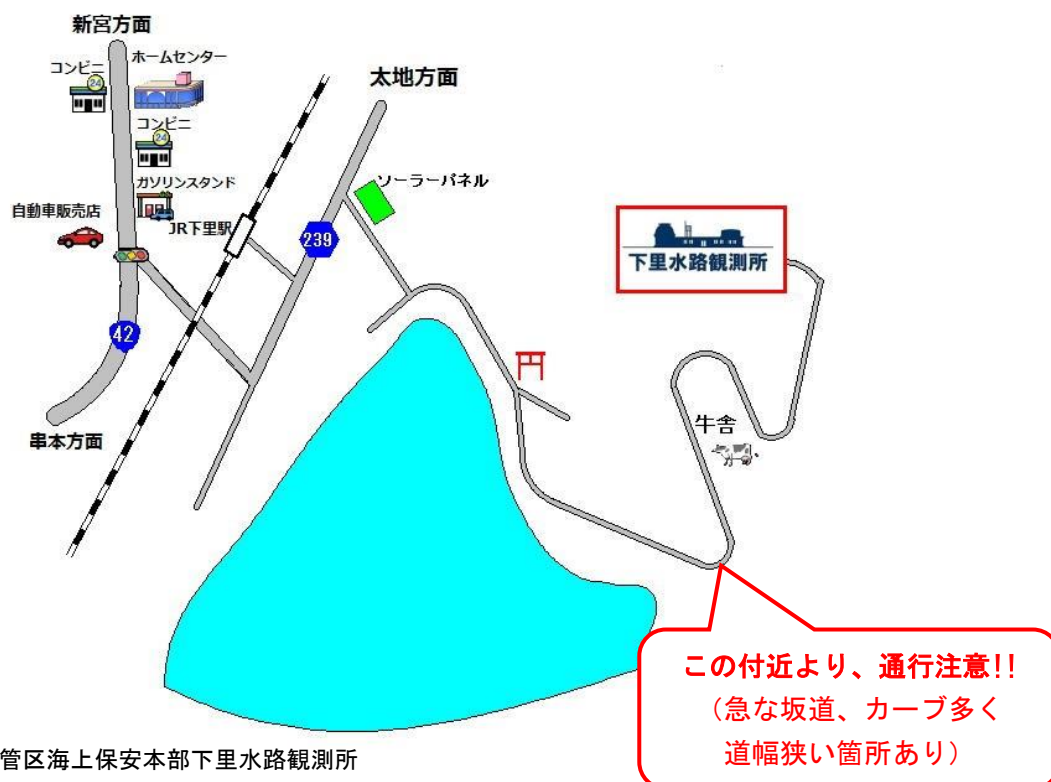 新宮方面
コンビニ
24
ホームセンター
太地方面
コンビニ
24
ガソリンスタンド
ソーラーパネル
自動車販売店
JR下里駅
239
下里水路観測所
42
串本方面
牛舎
この付近より、通行注意!!
（急な坂道、カーブ多く
道幅狭い箇所あり）
管区海上保安本部下里水路観測所